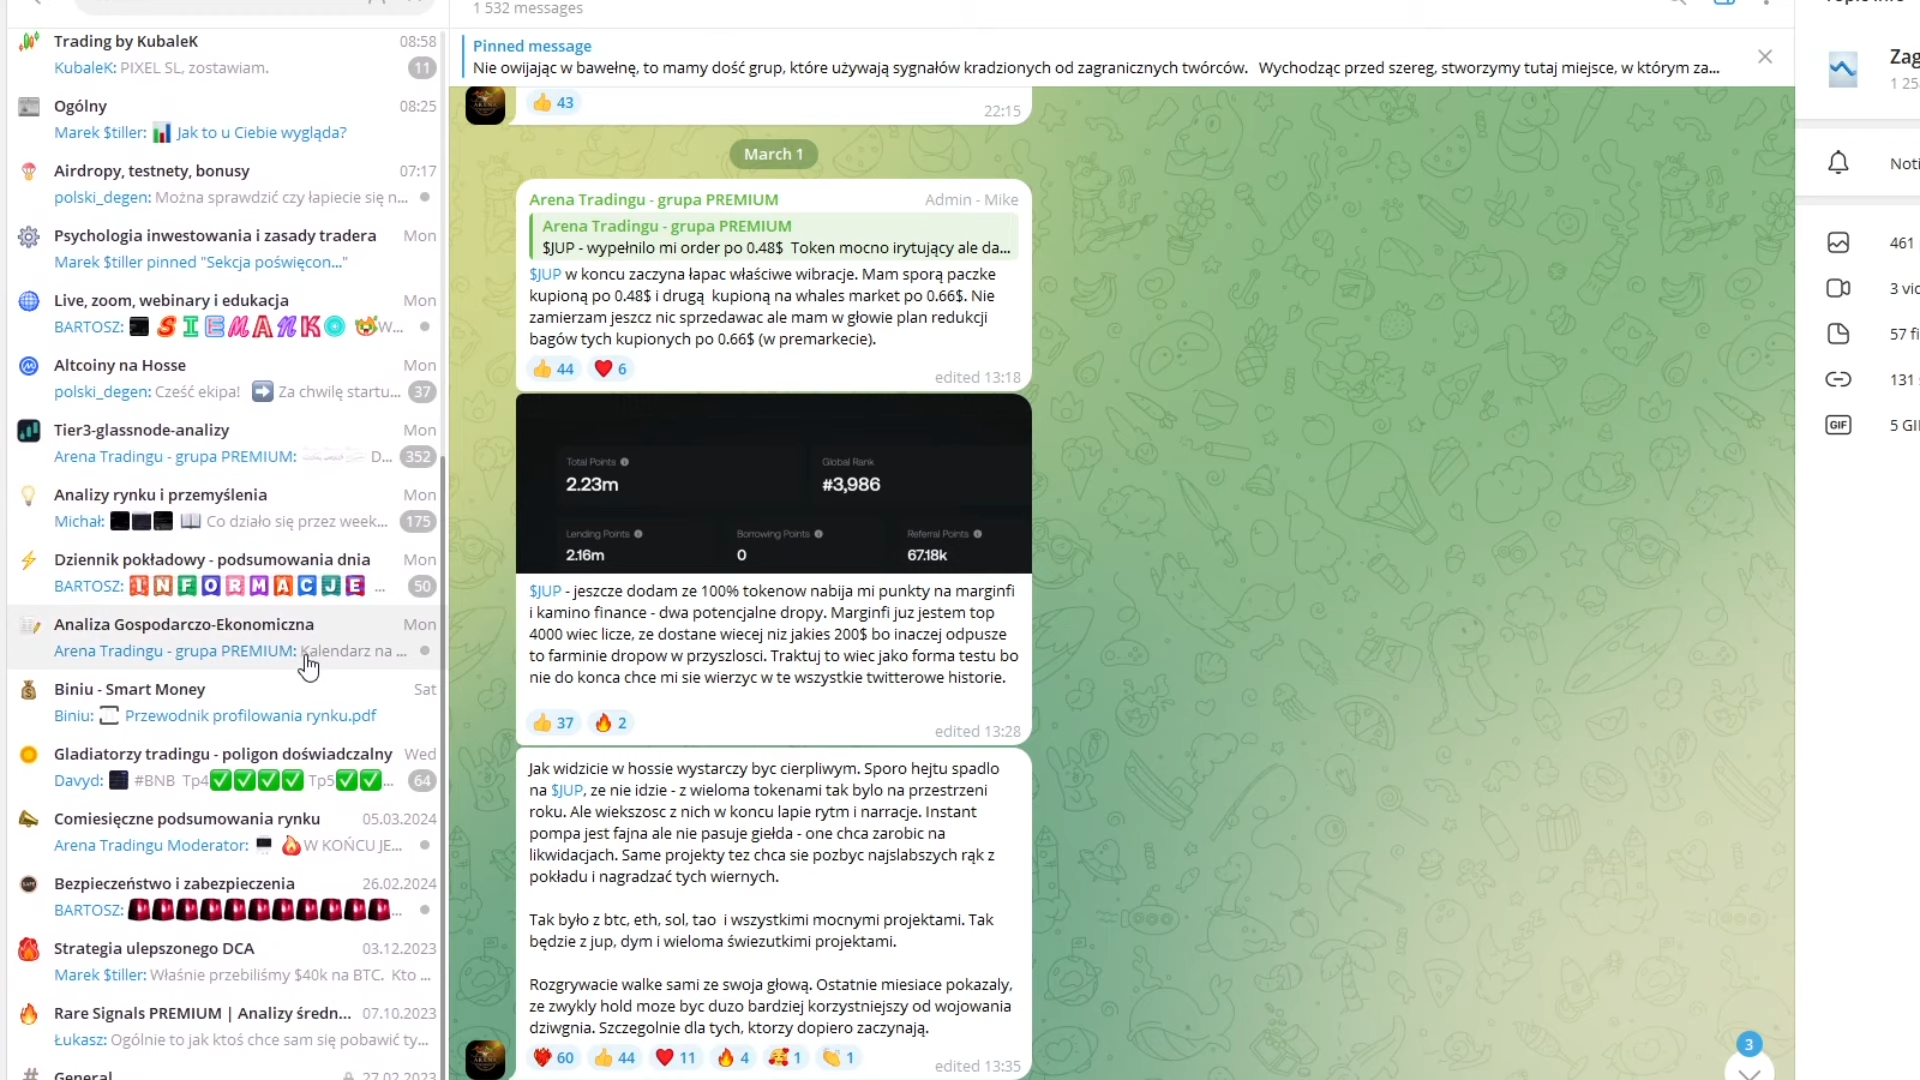 Trading by KubaleK 08:58
KubaleK: PIXEL SL, zostawiam. 11
Ogólny 08:25
Marek $tiller: Jak to u Ciebie wygląda?
Airdropy, testnety, bonusy 07:17
polski_degen: Można sprawdzić czy łapiecie się n...
Psychologia inwestowania i zasady tradera Mon
Marek $tiller pinned "Sekcja poświęcon..."
Live, zoom, webinary i edukacja Mon
BARTOSZ: SIEMANKO W...
Altcoiny na Hosse Mon
polski_degen: Cześć ekipa! ➡️ Za chwilę startu... 37
Tier3-glassnode-analizy Mon
Arena Tradingu - grupa PREMIUM: D... 352
Analizy rynku i przemyślenia Mon
Michał: Co działo się przez week... 175
Dziennik pokładowy - podsumowania dnia Mon
BARTOSZ: INFORMACJE ... 50
Analiza Gospodarczo-Ekonomiczna Mon
Arena Tradingu - grupa PREMIUM: Kalendarz na ...
Biniu - Smart Money Sat
Biniu: Przewodnik profilowania rynku.pdf
Gladiatorzy tradingu - poligon doświadczalny Wed
Davyd: #BNB Tp4✅✅✅✅ Tp5✅✅... 64
Comiesięczne podsumowania rynku 05.03.2024
Arena Tradingu Moderator: 🔥W KOŃCU JE...
Bezpieczeństwo i zabezpieczenia 26.02.2024
BARTOSZ: 🚨🚨🚨🚨🚨🚨🚨🚨🚨🚨🚨...
Strategia ulepszonego DCA 03.12.2023
Marek $tiller: Właśnie przebiliśmy $40k na BTC. Kto ...
Rare Signals PREMIUM | Analizy średn... 07.10.2023
Łukasz: Ogólnie to jak ktoś chce sam się pobawić ty...
# General 27.02.2023
1 532 messages
Pinned message
Nie owijając w bawełnę, to mamy dość grup, które używają sygnałów kradzionych od zagranicznych twórców. Wychodząc przed szereg, stworzymy tutaj miejsce, w którym za...
👍 43 22:15
March 1
Arena Tradingu - grupa PREMIUM Admin - Mike
Arena Tradingu - grupa PREMIUM
$JUP - wypełnilo mi order po 0.48$ Token mocno irytujący ale da...
$JUP w koncu zaczyna łapac właściwe wibracje. Mam sporą paczke
kupioną po 0.48$ i drugą kupioną na whales market po 0.66$. Nie
zamierzam jeszcz nic sprzedawac ale mam w głowie plan redukcji
bagów tych kupionych po 0.66$ (w premarkecie).
👍 44 ❤️ 6 edited 13:18
Total Points Global Rank
2.23m #3,986
Lending Points Borrowing Points Referral Points
2.16m 0 67.18k
$JUP - jeszcze dodam ze 100% tokenow nabija mi punkty na marginfi
i kamino finance - dwa potencjalne dropy. Marginfi juz jestem top
4000 wiec licze, ze dostane wiecej niz jakies 200$ bo inaczej odpusze
to farminie dropow w przyszlosci. Traktuj to wiec jako forma testu bo
nie do konca chce mi sie wierzyc w te wszystkie twitterowe historie.
👍 37 🔥 2 edited 13:28
Jak widzicie w hossie wystarczy byc cierpliwym. Sporo hejtu spadlo
na $JUP, ze nie idzie - z wieloma tokenami tak bylo na przestrzeni
roku. Ale wiekszosc z nich w koncu lapie rytm i narracje. Instant
pompa jest fajna ale nie pasuje giełda - one chca zarobic na
likwidacjach. Same projekty tez chca sie pozbyc najslabszych rąk z
pokładu i nagradzać tych wiernych.
Tak było z btc, eth, sol, tao i wszystkimi mocnymi projektami. Tak
będzie z jup, dym i wieloma świezutkimi projektami.
Rozgrywacie walke sami ze swoja głową. Ostatnie miesiace pokazaly,
ze zwykly hold moze byc duzo bardziej korzystniejszy od wojowania
dziwgnia. Szczegolnie dla tych, ktorzy dopiero zaczynają.
60 👍 44 ❤️ 11 🔥 4 🥰 1 👏 1 edited 13:35
3
Zag
1 25
Noti
461
3 vid
57 fi
131
GIF 5 GI